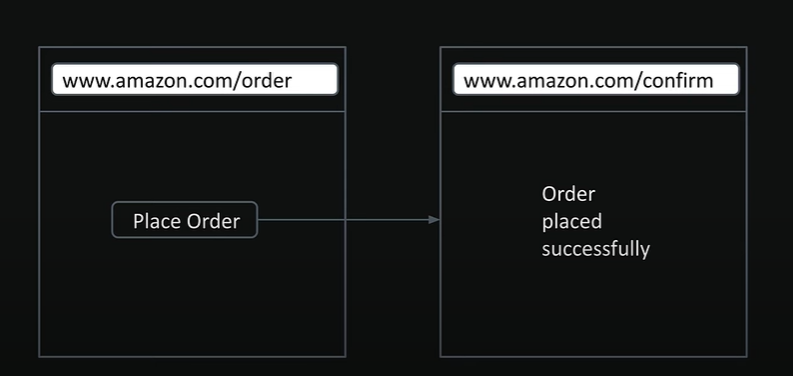 www.amazon.com/order
Place Order
www.amazon.com/confirm
Order
placed
successfully